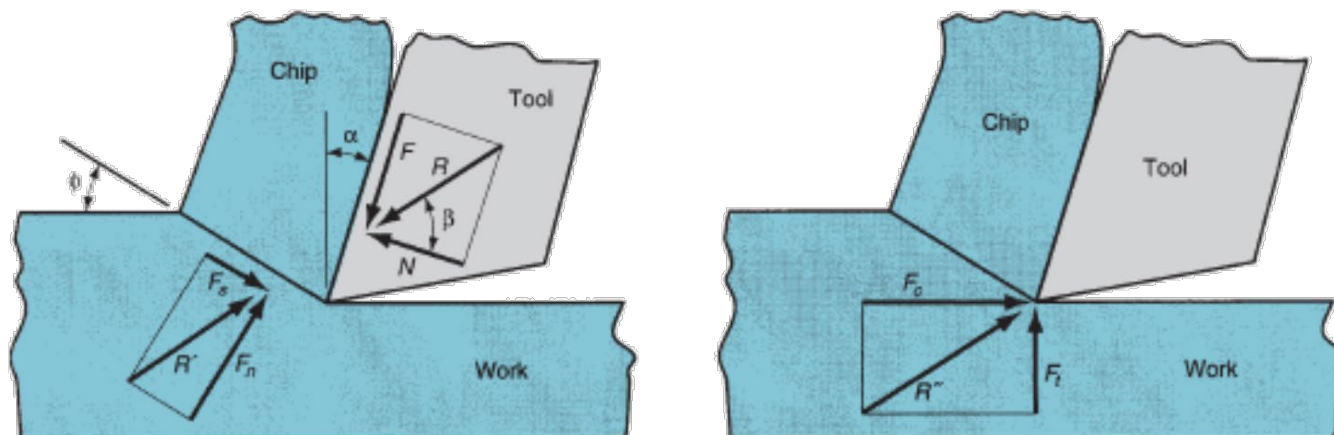 Chip
Tool
α
F
R
ϕ
β
N
Fs
R'
Fn
Work
Chip
Tool
Fc
R'''
Ft
Work